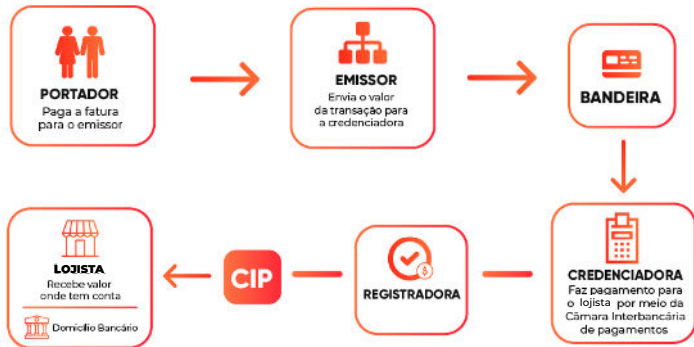 PORTADOR
Paga a fatura
para o emissor
EMISSOR
Envia o valor
da transação para
a credenciadora
BANDEIRA
LOJISTA
Recebe valor
onde tem conta
Domicílio Bancário
CIP
$
REGISTRADORA
CREDENCIADORA
Faz pagamento para
o lojista por meio da
Câmara Interbancária
de pagamentos